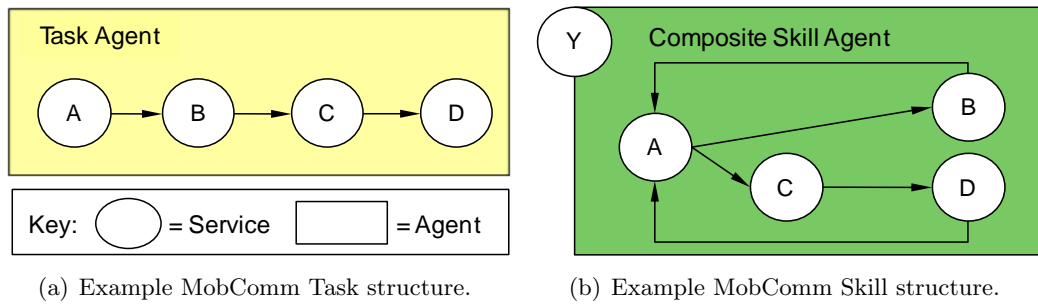 Task Agent
A
B
C
D
Key:
= Service
= Agent
(a) Example MobComm Task structure.
Y
Composite Skill Agent
A
B
C
D
(b) Example MobComm Skill structure.